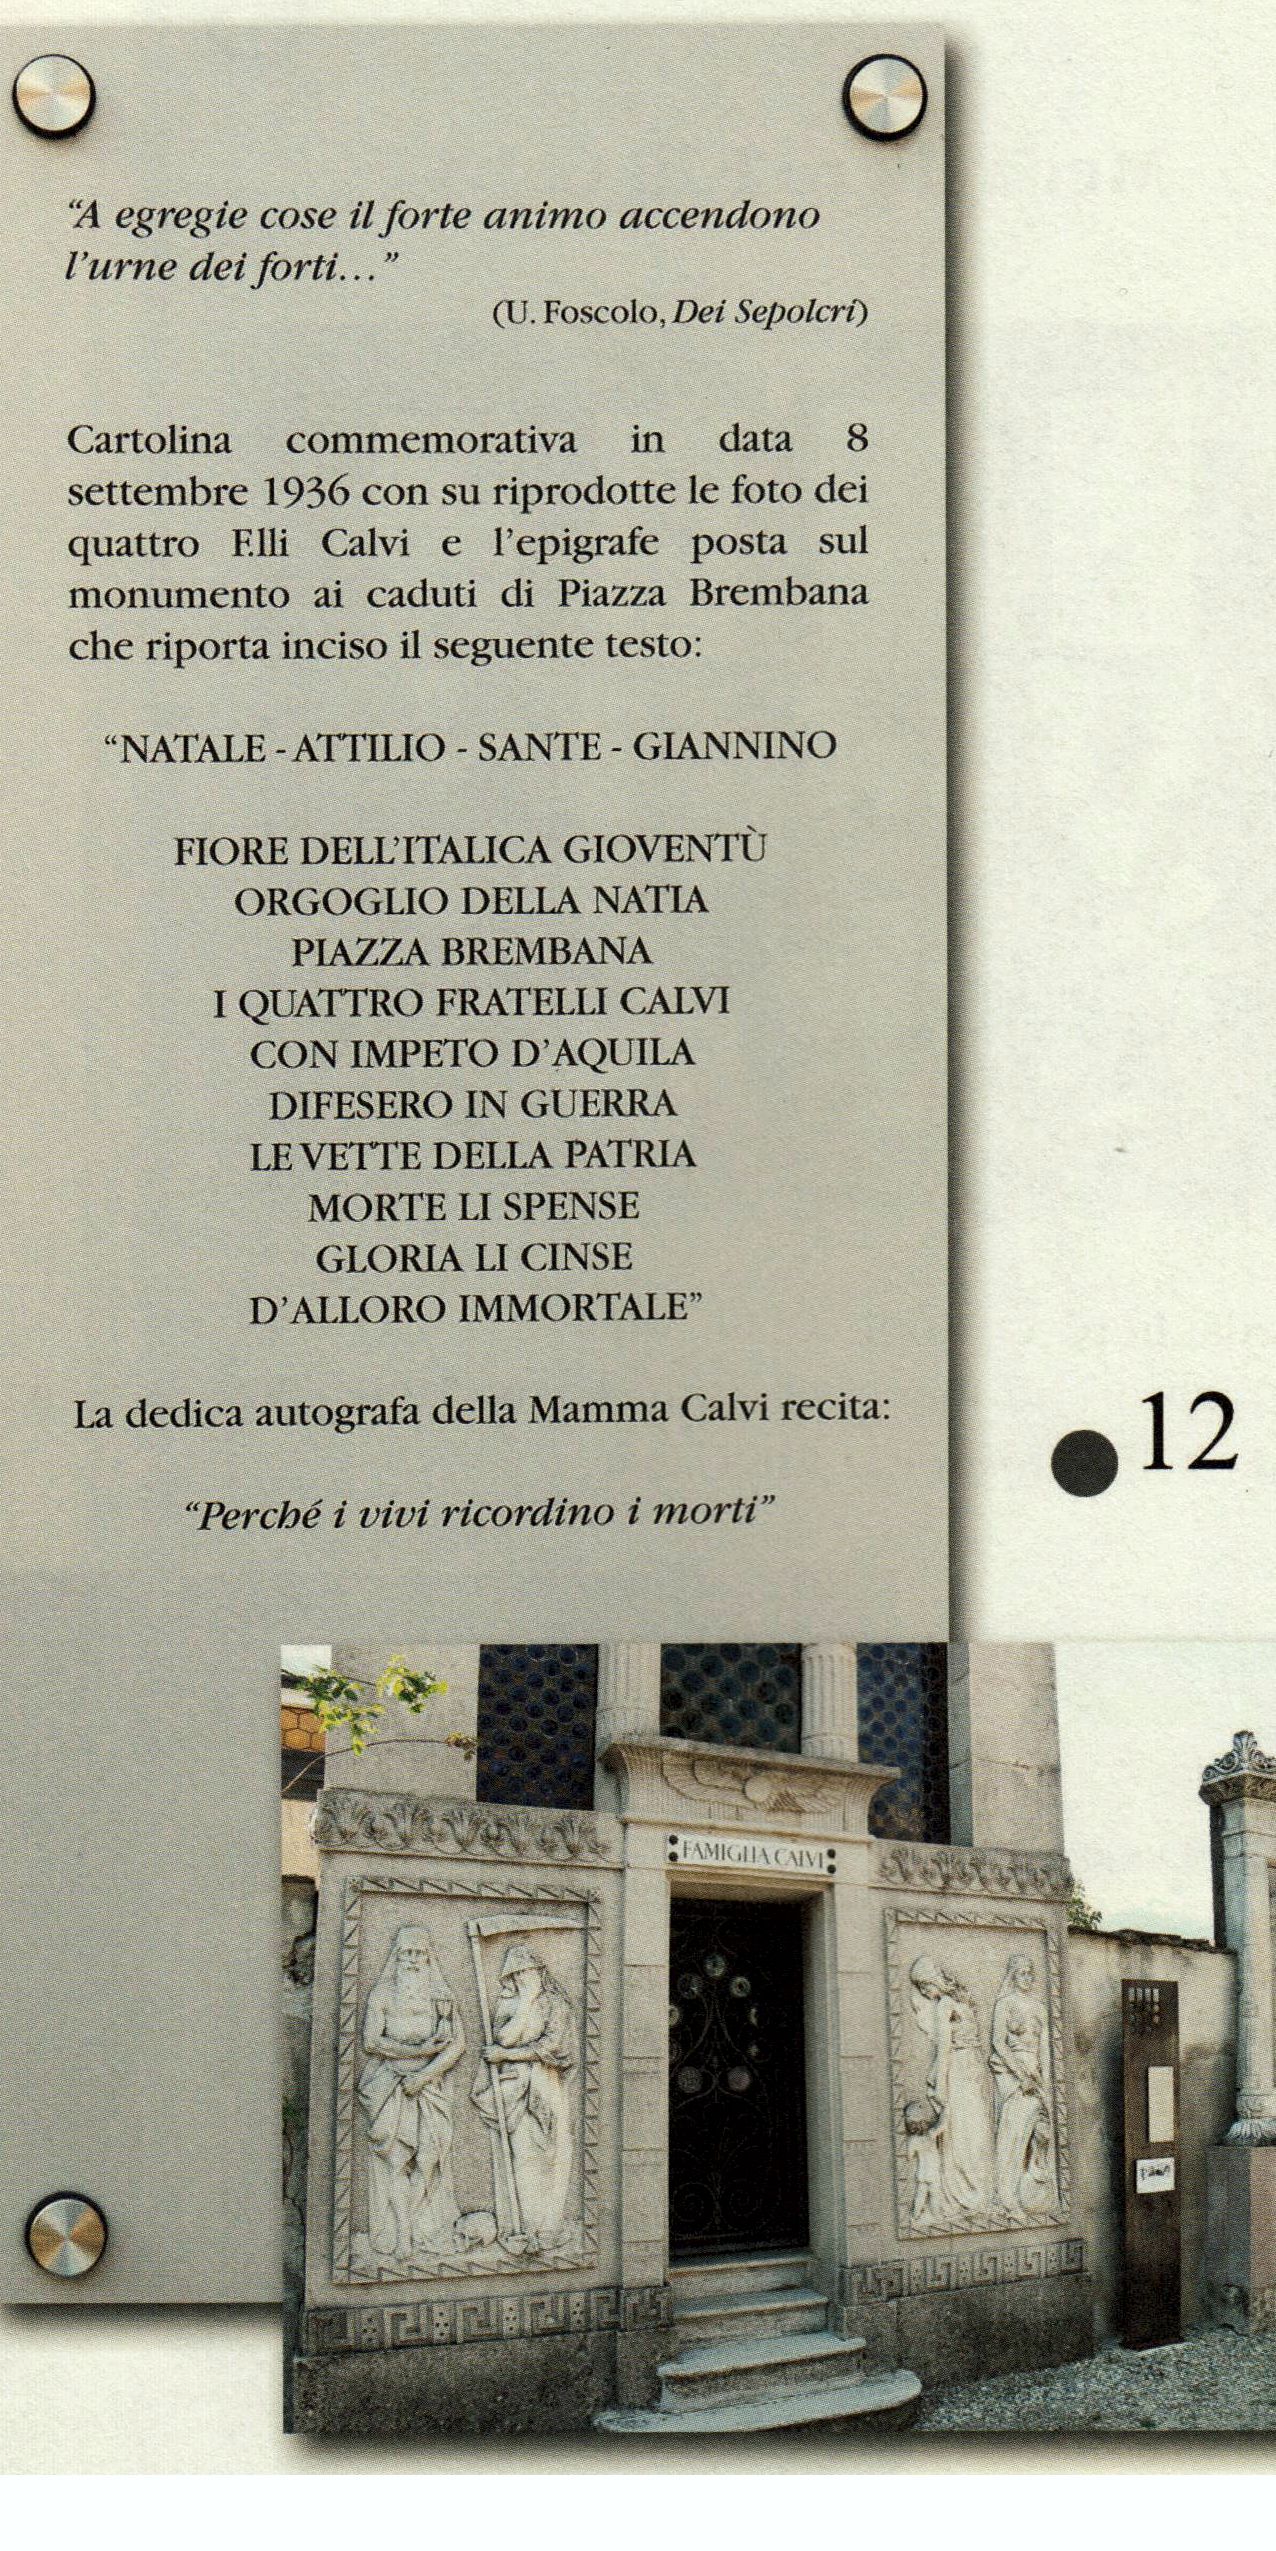 “A egregie cose il forte animo accendono
l’urne dei forti…”
(U. Foscolo, Dei Sepolcri)
Cartolina commemorativa in data 8
settembre 1936 con su riprodotte le foto dei
quattro F.lli Calvi e l’epigrafe posta sul
monumento ai caduti di Piazza Brembana
che riporta inciso il seguente testo:
“NATALE - ATTILIO - SANTE - GIANNINO
FIORE DELL’ITALICA GIOVENTÙ
ORGOGLIO DELLA NATIA
PIAZZA BREMBANA
I QUATTRO FRATELLI CALVI
CON IMPETO D’AQUILA
DIFESERO IN GUERRA
LE VETTE DELLA PATRIA
MORTE LI SPENSE
GLORIA LI CINSE
D’ALLORO IMMORTALE”
La dedica autografa della Mamma Calvi recita:
“Perché i vivi ricordino i morti”
12
FAMIGLIA CALVI